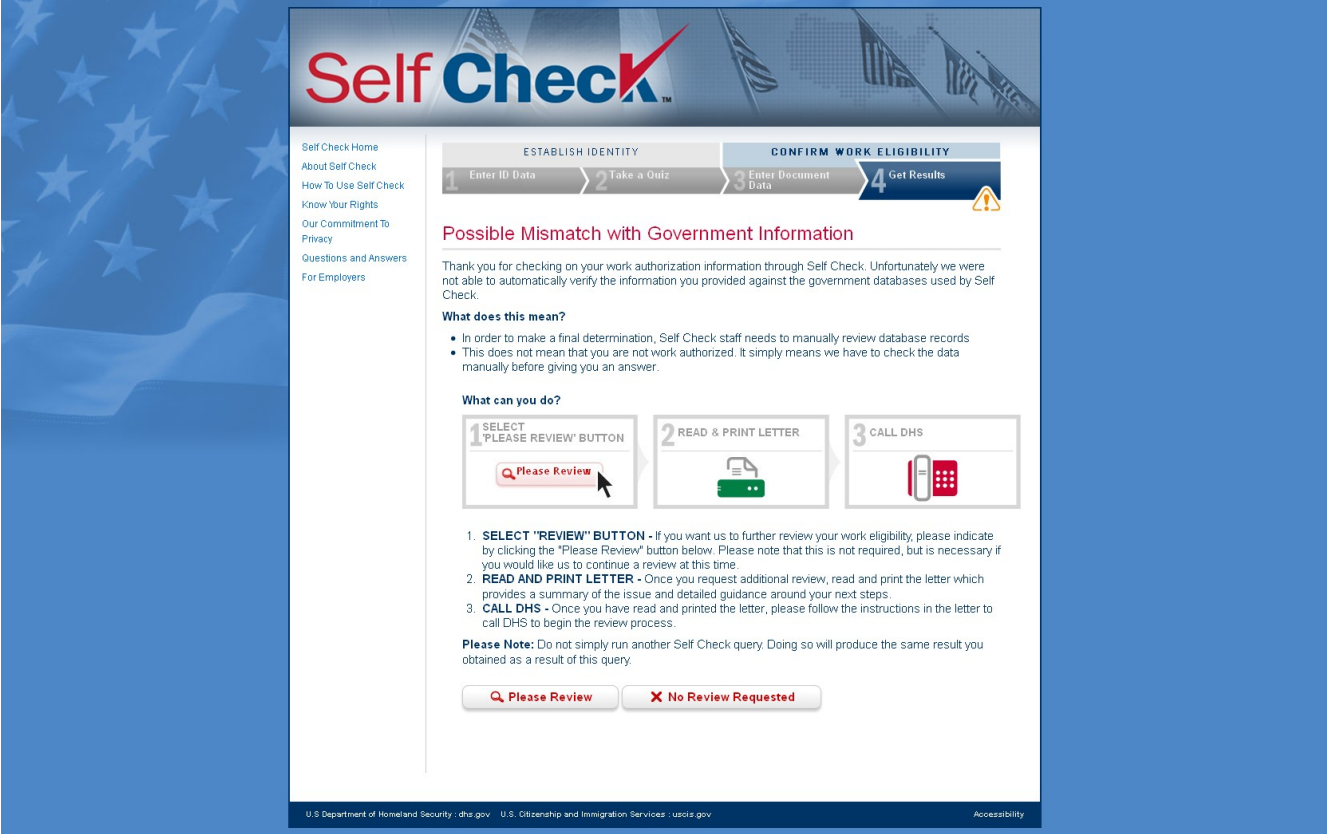 Self Check™
Self Check Home
About Self Check
How To Use Self Check
Know Your Rights
Our Commitment To
Privacy
Questions and Answers
For Employers
ESTABLISH IDENTITY
CONFIRM WORK ELIGIBILITY
1 Enter ID Data
2 Take a Quiz
3 Enter Document
Data
4 Get Results
Possible Mismatch with Government Information
Thank you for checking on your work authorization information through Self Check. Unfortunately we were
not able to automatically verify the information you provided against the government databases used by Self
Check.
What does this mean?
• In order to make a final determination, Self Check staff needs to manually review database records
• This does not mean that you are not work authorized. It simply means we have to check the data
manually before giving you an answer.
What can you do?
1 SELECT
'PLEASE REVIEW' BUTTON
Please Review
2 READ & PRINT LETTER
3 CALL DHS
1. SELECT "REVIEW" BUTTON - If you want us to further review your work eligibility, please indicate
by clicking the "Please Review" button below. Please note that this is not required, but is necessary if
you would like us to continue a review at this time.
2. READ AND PRINT LETTER - Once you request additional review, read and print the letter which
provides a summary of the issue and detailed guidance around your next steps.
3. CALL DHS - Once you have read and printed the letter, please follow the instructions in the letter to
call DHS to begin the review process.
Please Note: Do not simply run another Self Check query. Doing so will produce the same result you
obtained as a result of this query.
Please Review
No Review Requested
U.S Department of Homeland Security : dhs.gov U.S. Citizenship and Immigration Services : uscis.gov
Accessibility